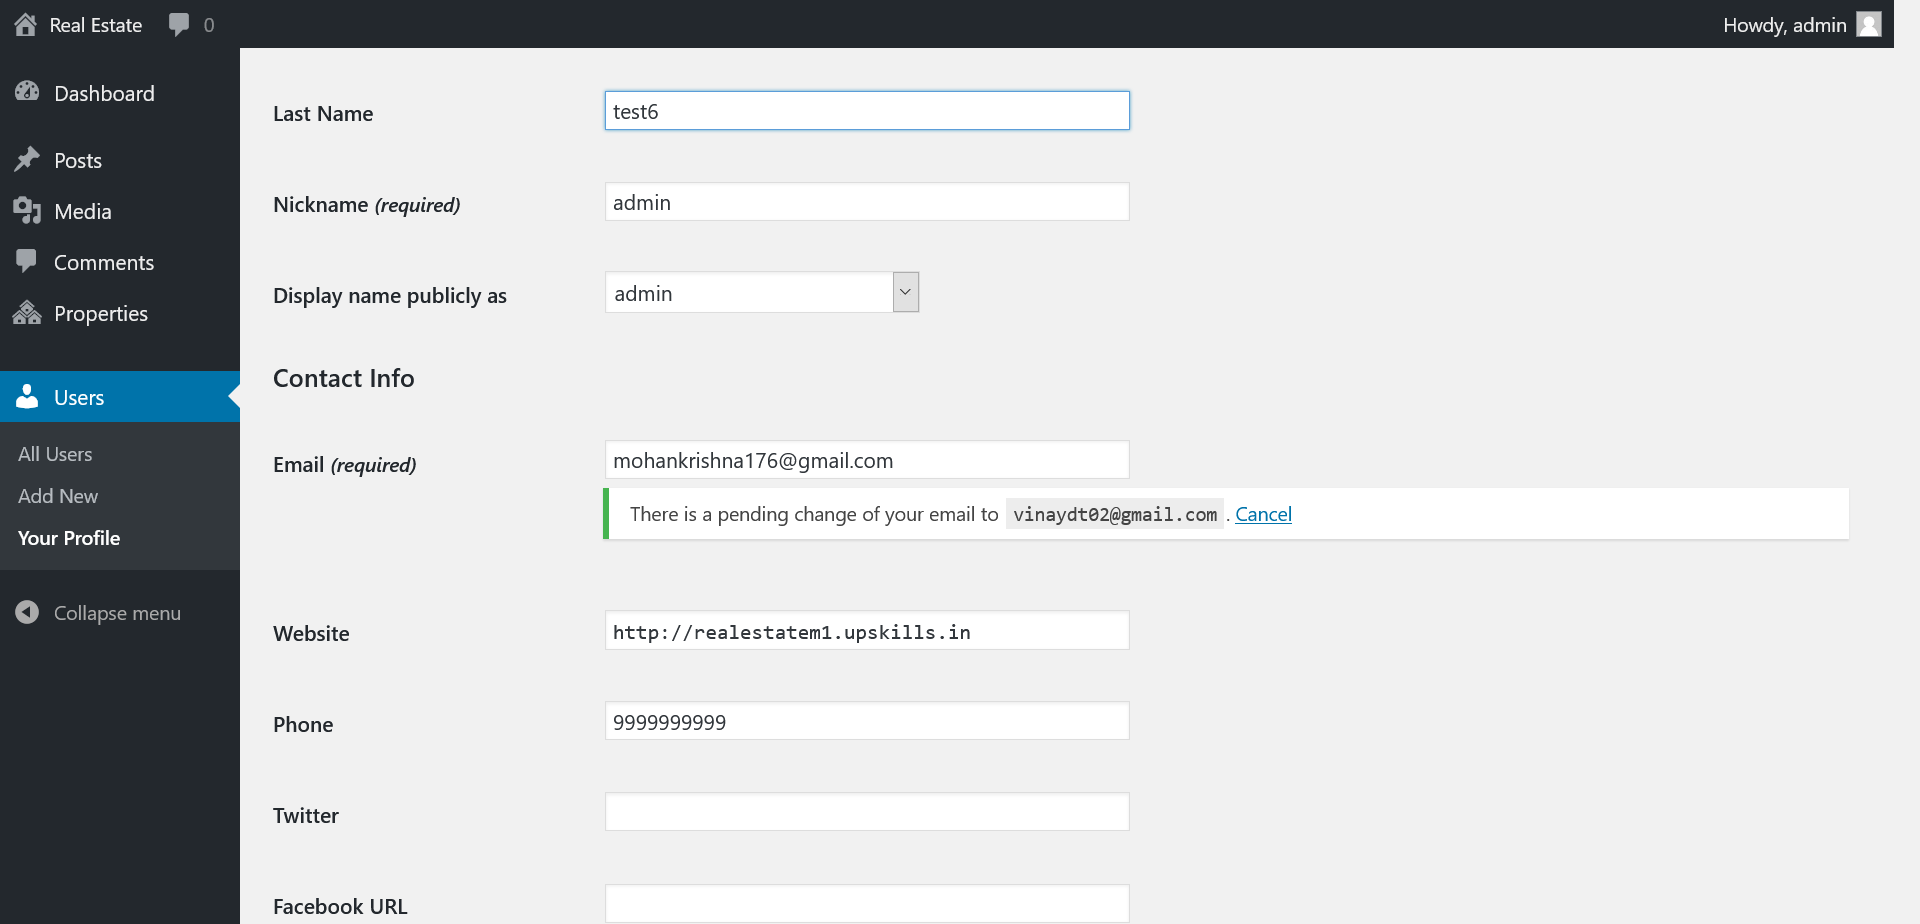 Real Estate 0 Howdy, admin
Dashboard
Posts
Media
Comments
Properties
Users
All Users
Add New
Your Profile
Collapse menu
Last Name test6
Nickname (required) admin
Display name publicly as admin
Contact Info
Email (required) mohankrishna176@gmail.com
There is a pending change of your email to vinaydt02@gmail.com . Cancel
Website http://realestatem1.upskills.in
Phone 9999999999
Twitter
Facebook URL